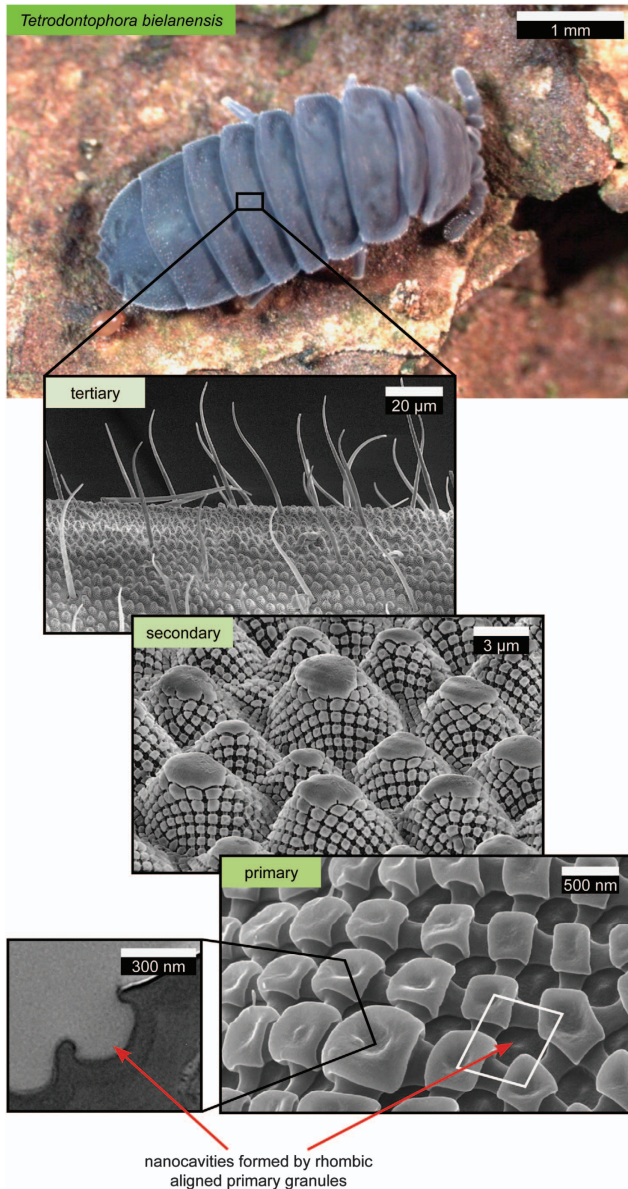 Tetrodontophora bielanensis
1 mm
tertiary
20 µm
secondary
3 µm
primary
500 nm
300 nm
nanocavities formed by rhombic
aligned primary granules